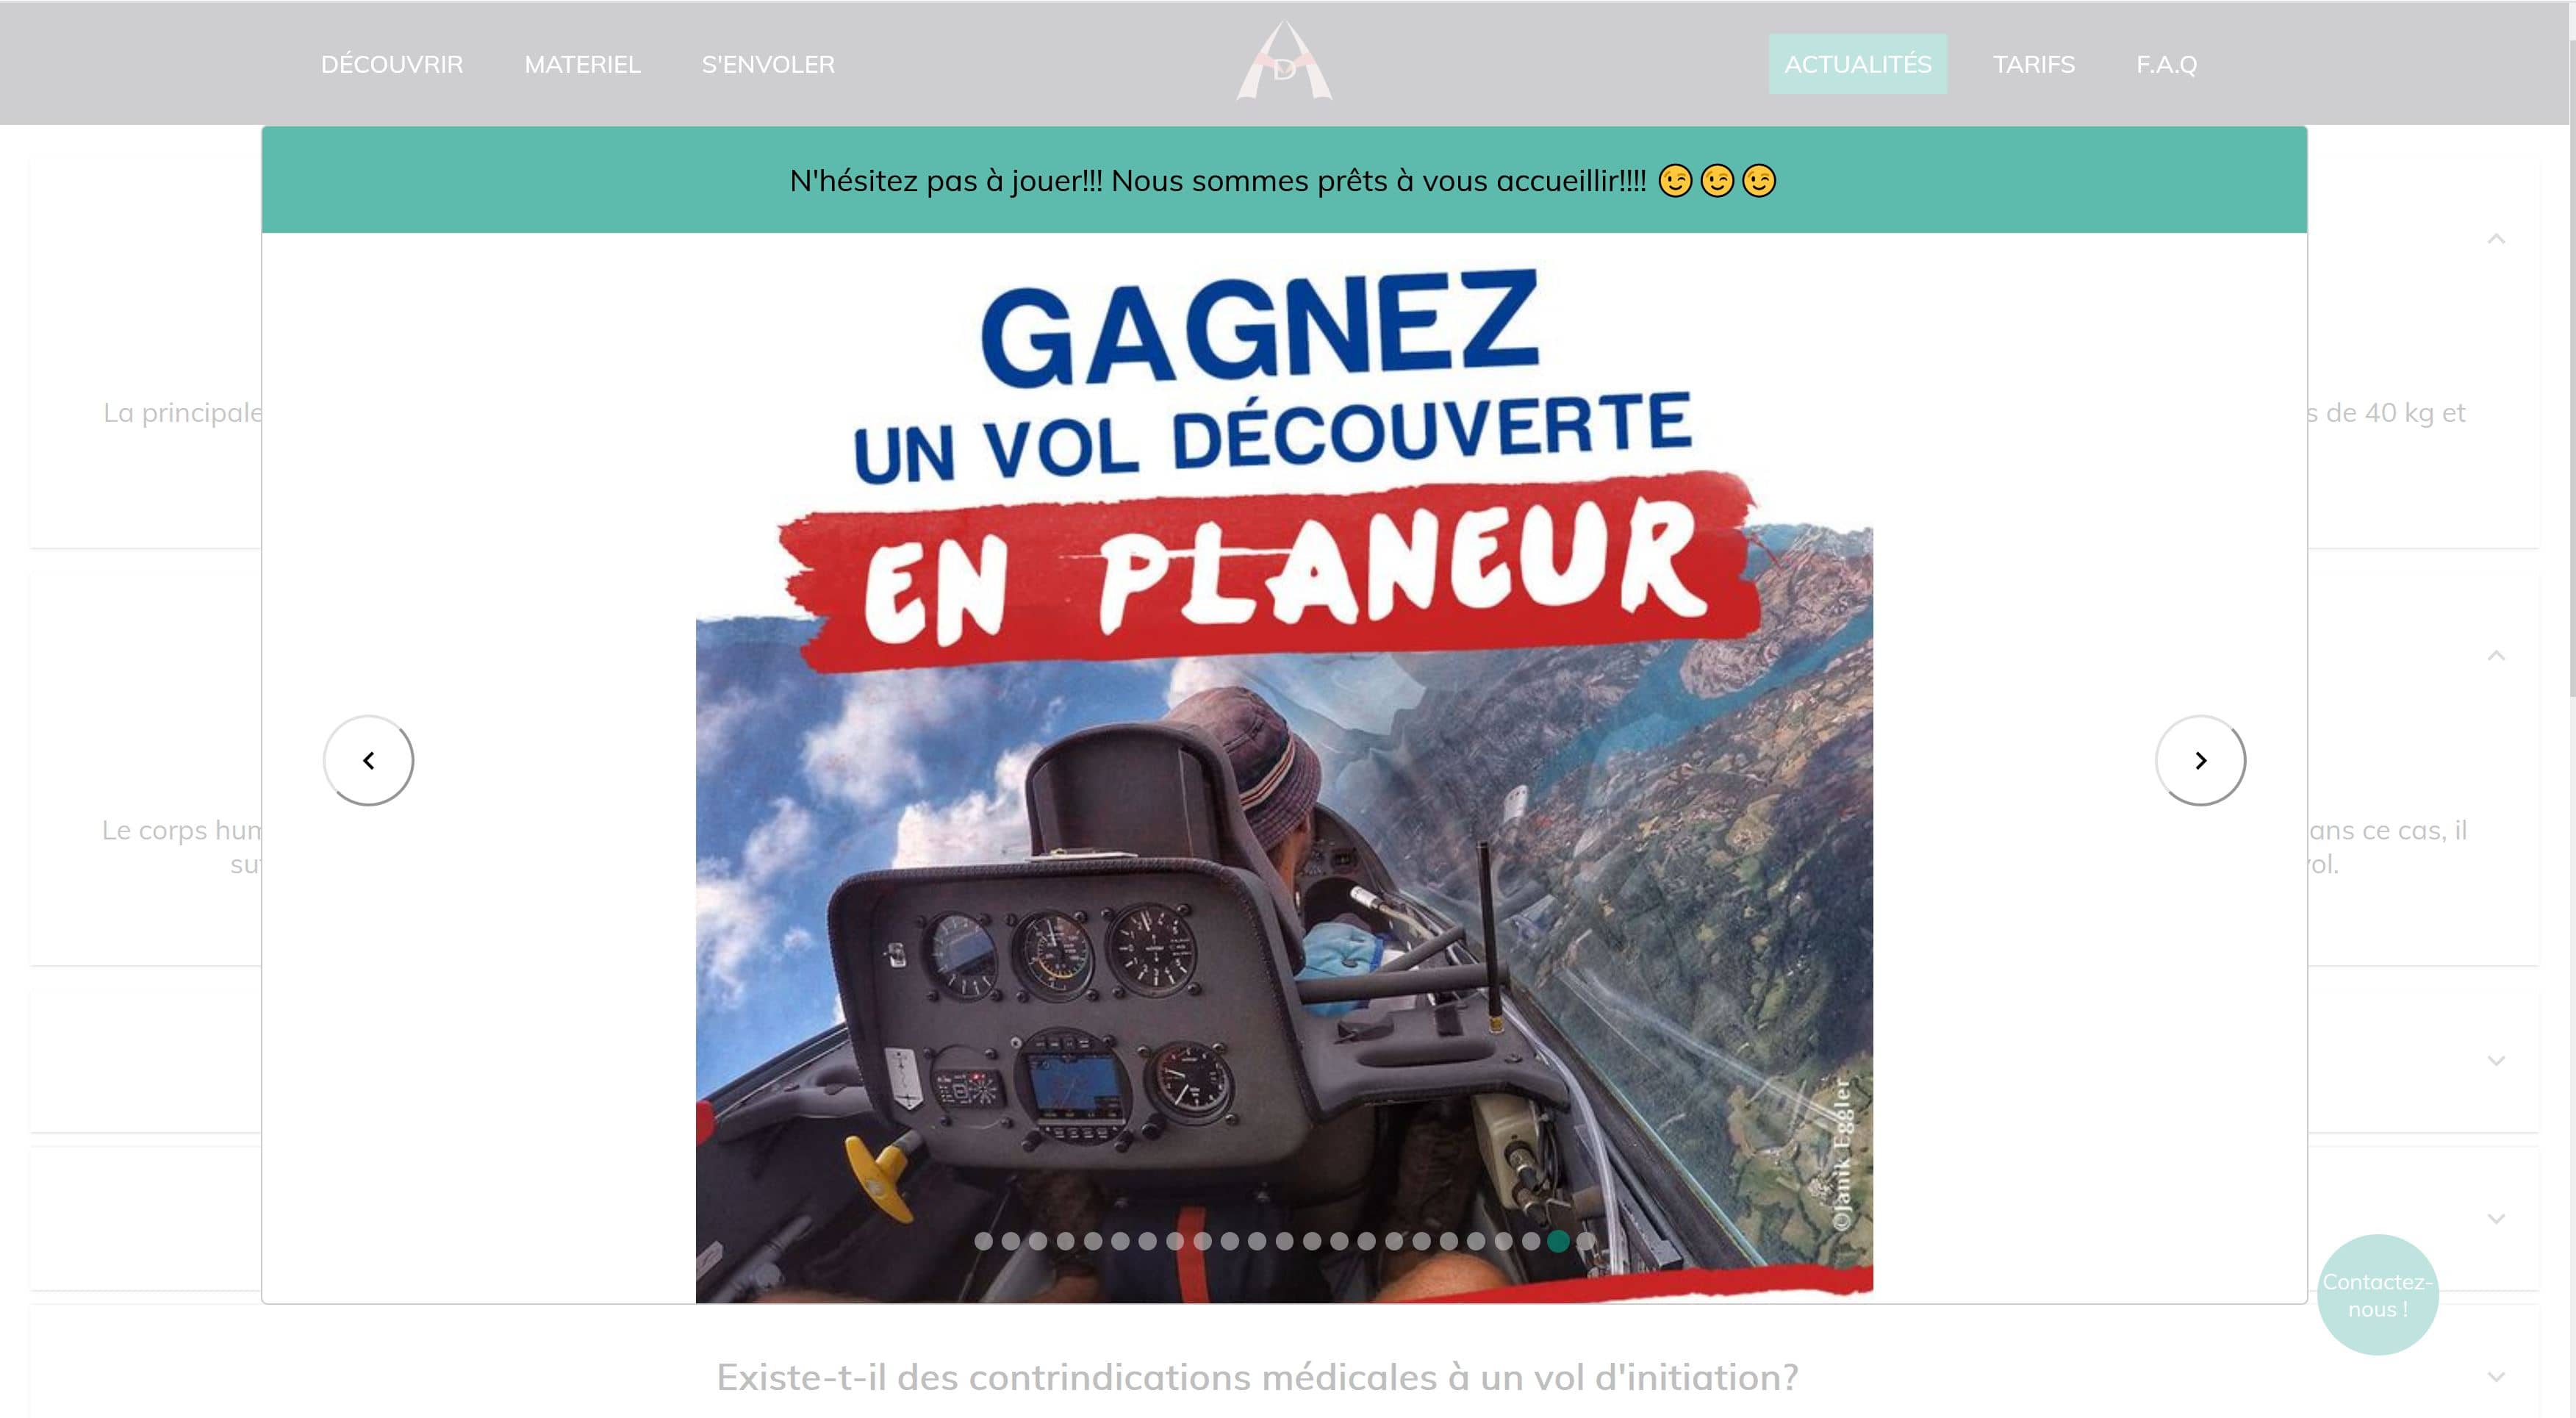 DÉCOUVRIR MATERIEL S'ENVOLER D ACTUALITÉS TARIFS F.A.Q
N'hésitez pas à jouer!!! Nous sommes prêts à vous accueillir!!!! 😉😉😉
GAGNEZ
UN VOL DÉCOUVERTE
EN PLANEUR
La principale
s de 40 kg et
Le corps hum
ans ce cas, il
su
vol.
©Janik Eggler
Contactez-
nous !
Existe-t-il des contrindications médicales à un vol d'initiation?